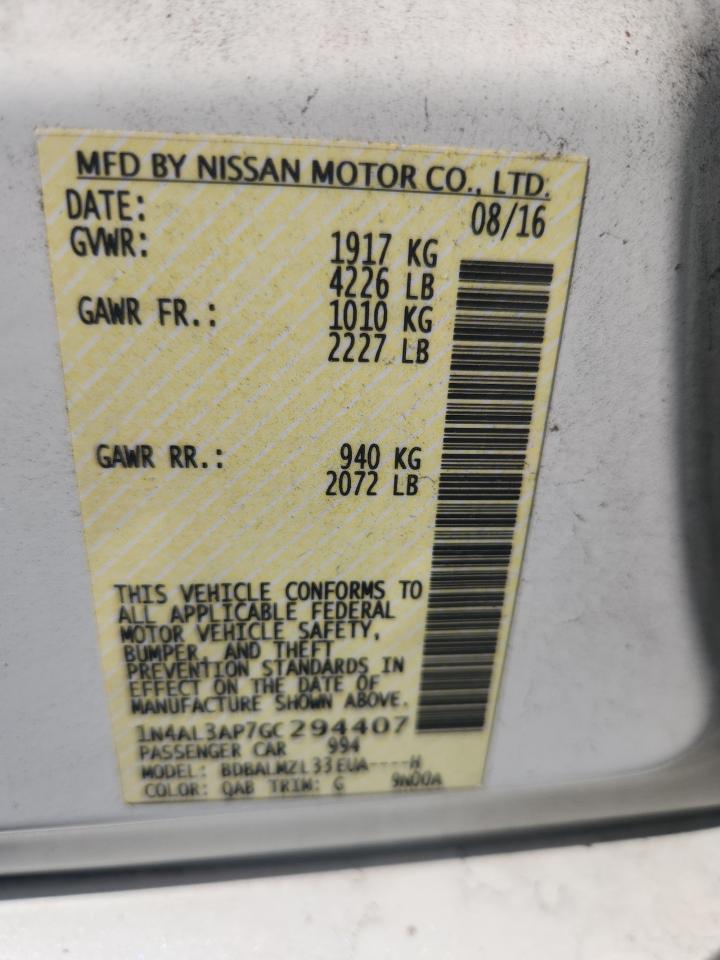 MFD BY NISSAN MOTOR CO., LTD.
DATE: 08/16
GVWR: 1917 KG
4226 LB
GAWR FR.: 1010 KG
2227 LB
GAWR RR.: 940 KG
2072 LB
THIS VEHICLE CONFORMS TO
ALL APPLICABLE FEDERAL
MOTOR VEHICLE SAFETY,
BUMPER, AND THEFT
PREVENTION STANDARDS IN
EFFECT ON THE DATE OF
MANUFACTURE SHOWN ABOVE.
1N4AL3AP7GC294407
PASSENGER CAR 994
MODEL: BDBALMZL33EUA----H
COLOR: QAB TRIM: G